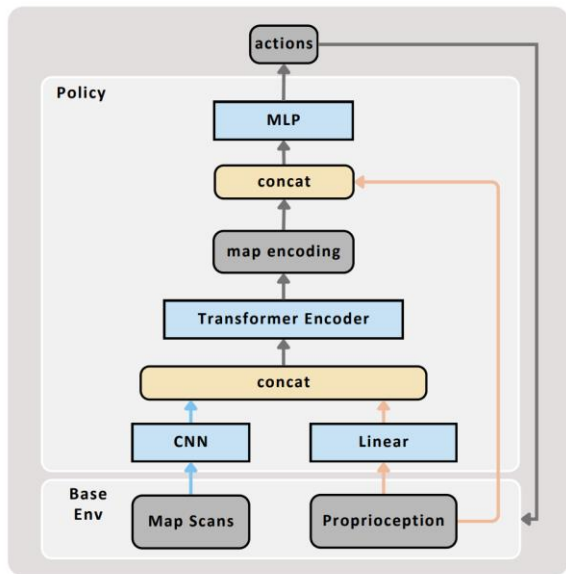 actions
Policy
MLP
concat
map encoding
Transformer Encoder
concat
CNN
Linear
Base
Env
Map Scans
Proprioception